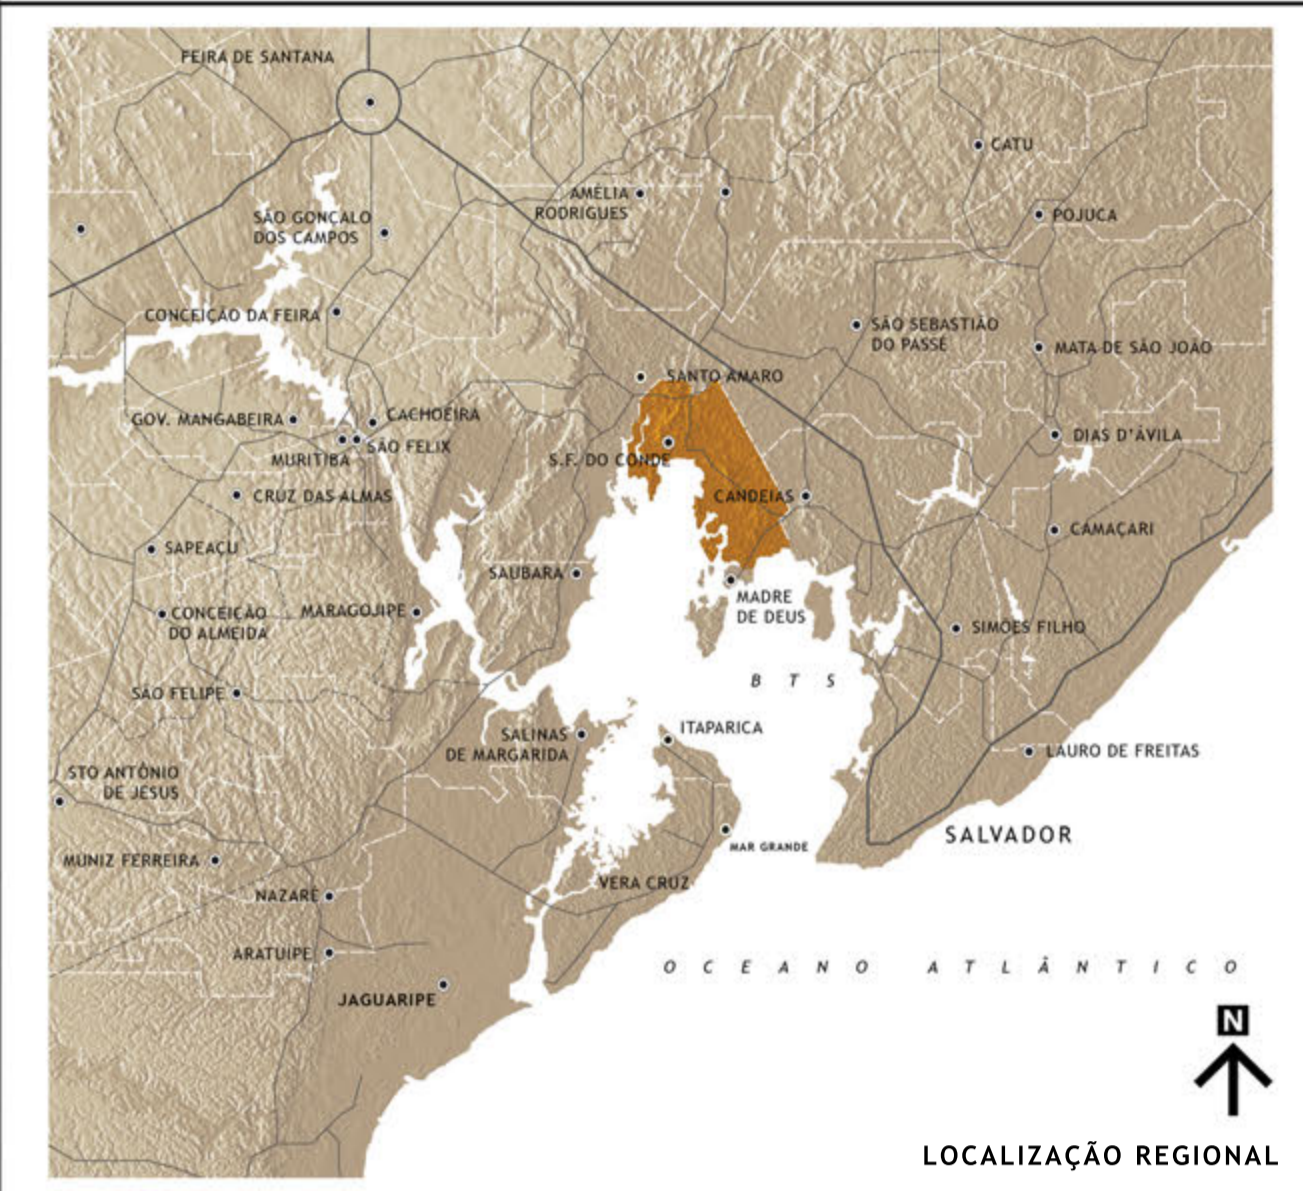 FEIRA DE SANTANA
CATU
AMÉLIA
RODRIGUES
POJUCA
SÃO GONÇALO
DOS CAMPOS
CONCEIÇÃO DA FEIRA
SÃO SEBASTIÃO
DO PASSÉ
MATA DE SÃO JOÃO
SANTO AMARO
GOV. MANGABEIRA
CACHOEIRA
SÃO FELIX
MURITIBA
DIAS D'ÁVILA
S.F. DO CONDE
CRUZ DAS ALMAS
CANDEIAS
CAMAÇARI
SAPEAÇU
SAUBARA
MADRE
DE DEUS
CONCEIÇÃO
DO ALMEIDA
MARAGOJIPE
SIMÕES FILHO
B T S
SÃO FELIPE
ITAPARICA
SALINAS
DE MARGARIDA
LAURO DE FREITAS
STO ANTÔNIO
DE JESUS
SALVADOR
MAR GRANDE
MUNIZ FERREIRA
VERA CRUZ
NAZARÉ
ARATUÍPE
OCEANO ATLÂNTICO
JAGUARIPE
N
LOCALIZAÇÃO REGIONAL